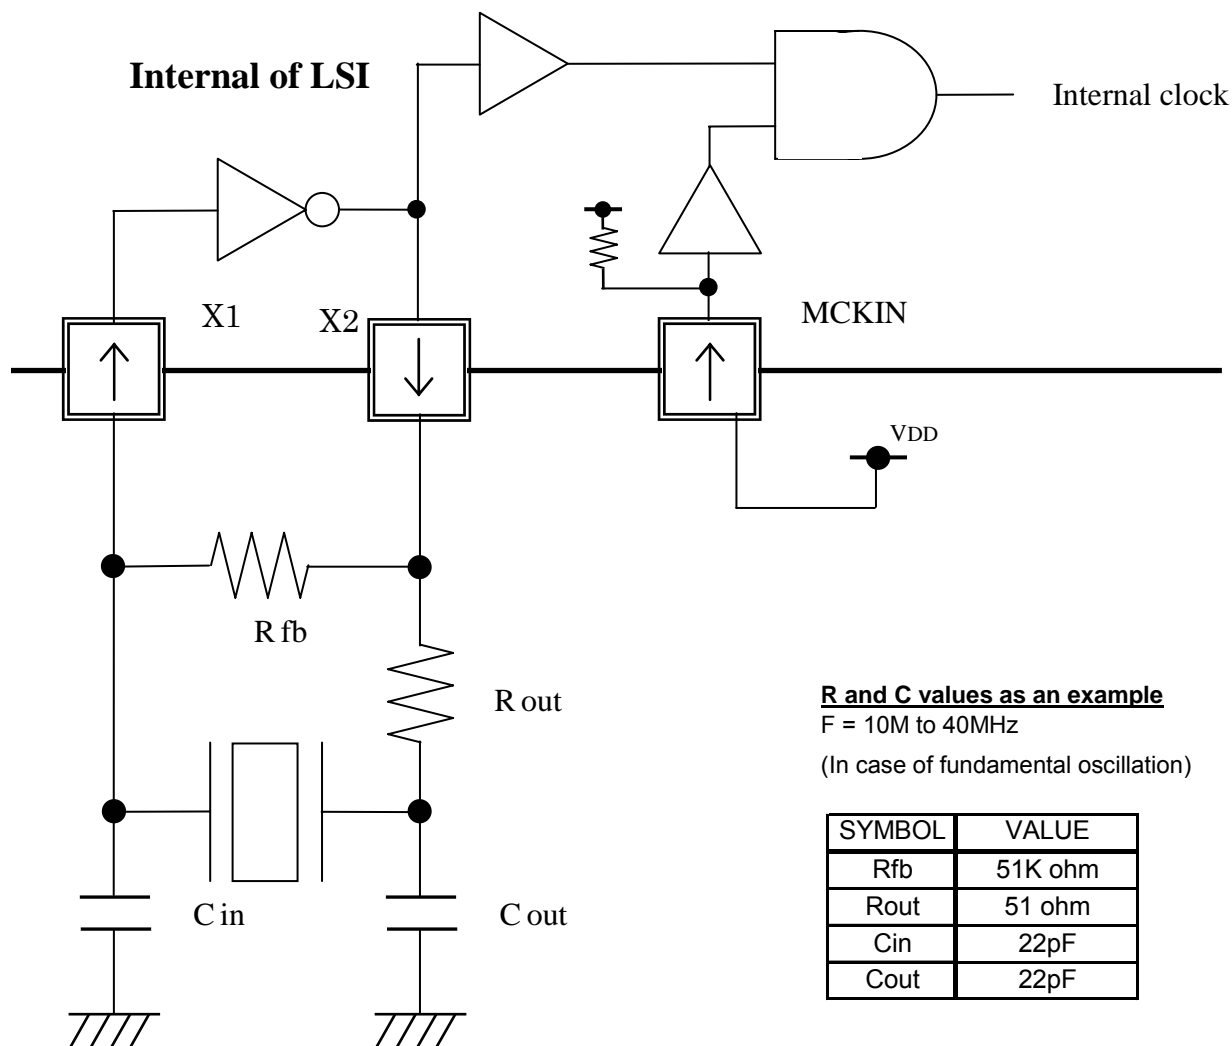 Internal of LSI
Internal clock
X1
X2
MCKIN
VDD
R fb
R out
C in
C out
R and C values as an example
F = 10M to 40MHz
(In case of fundamental oscillation)
SYMBOL VALUE
Rfb 51K ohm
Rout 51 ohm
Cin 22pF
Cout 22pF